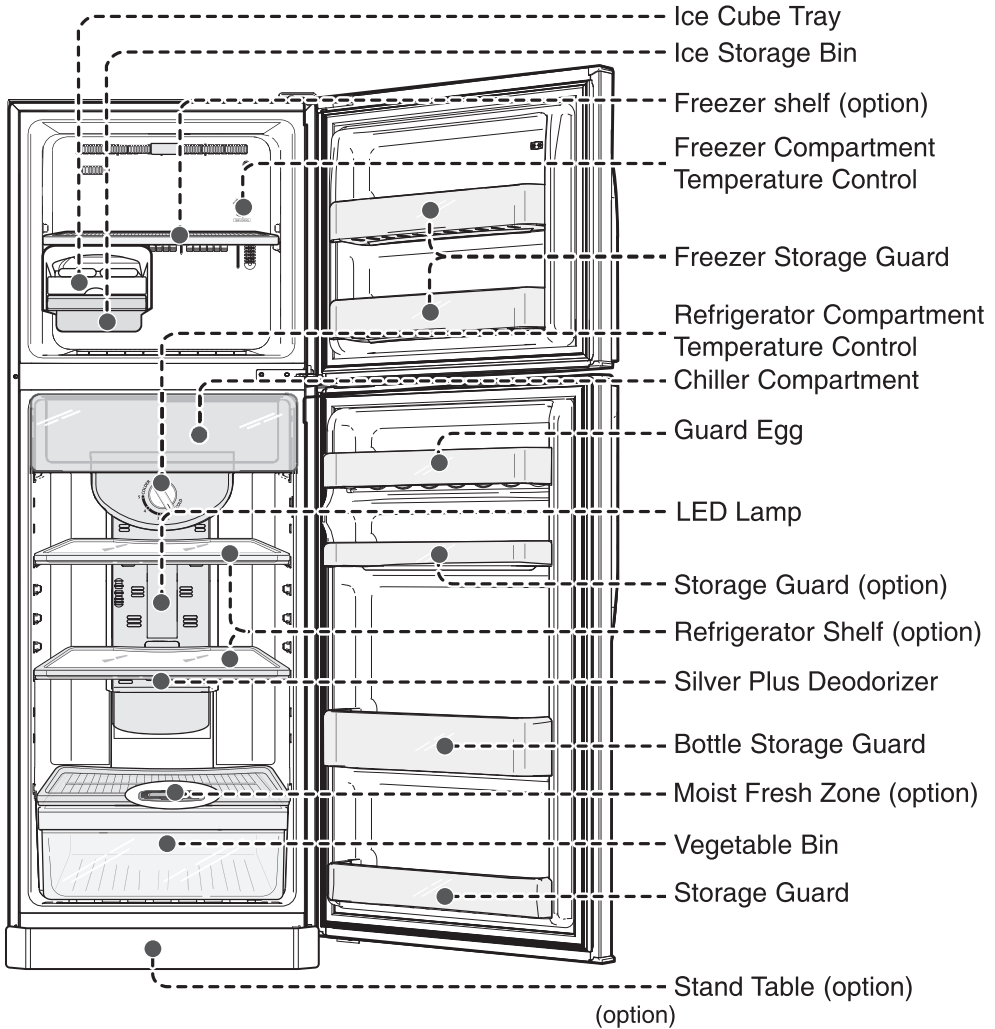 Ice Cube Tray
Ice Storage Bin
Freezer shelf (option)
Freezer Compartment
Temperature Control
Freezer Storage Guard
Refrigerator Compartment
Temperature Control
Chiller Compartment
Guard Egg
LED Lamp
Storage Guard (option)
Refrigerator Shelf (option)
Silver Plus Deodorizer
Bottle Storage Guard
Moist Fresh Zone (option)
Vegetable Bin
Storage Guard
Stand Table (option)
(option)